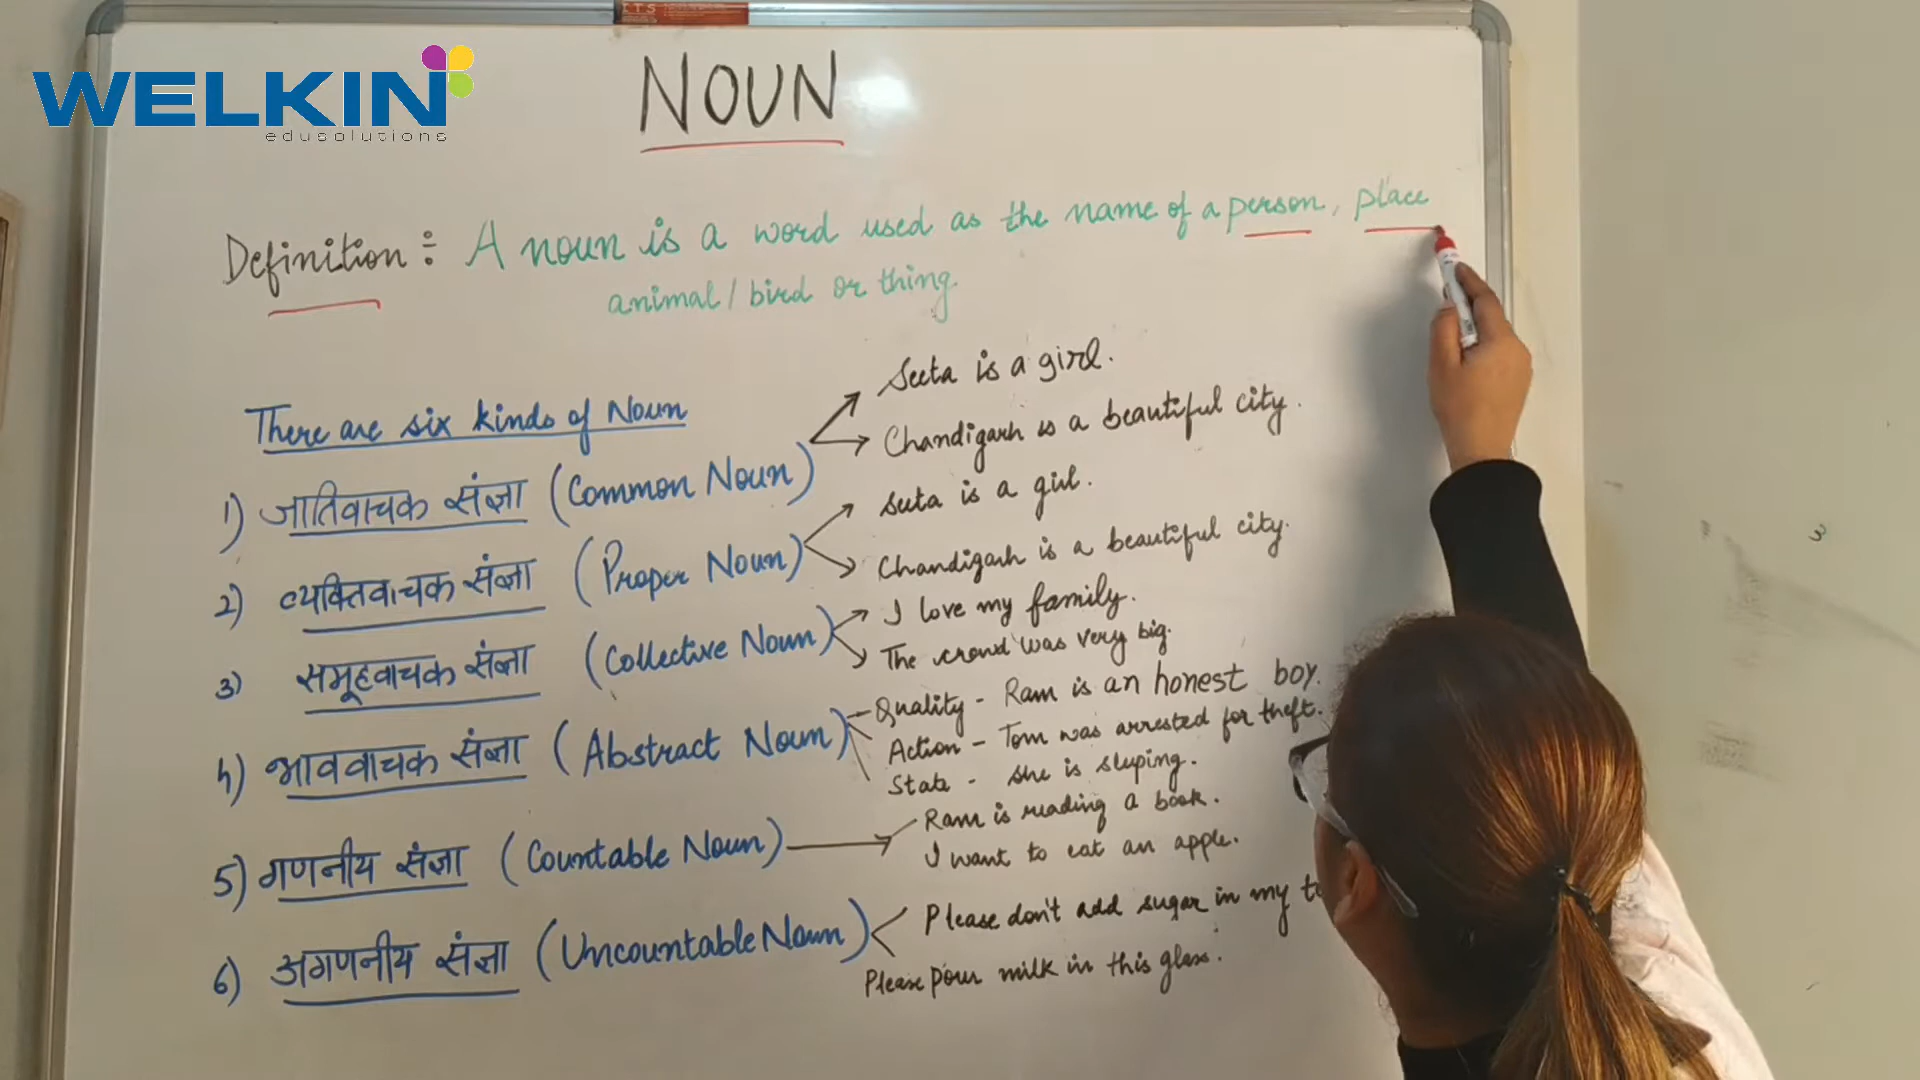 WELKIN
edusolutions
NOUN
Definition : A noun is a word used as the name of a person, place
animal / bird or thing.
There are six kinds of Noun
1) जातिवाचक संज्ञा (Common Noun)
Seeta is a girl.
Chandigarh is a beautiful city.
2) व्यक्तिवाचक संज्ञा (Proper Noun)
Seeta is a girl.
Chandigarh is a beautiful city.
3) समूहवाचक संज्ञा (Collective Noun)
I love my family.
The crowd was very big.
4) भाववाचक संज्ञा (Abstract Noun)
Quality - Ram is an honest boy.
Action - Tom was arrested for theft.
State - She is sleeping.
5) गणनीय संज्ञा (Countable Noun)
Ram is reading a book.
I want to eat an apple.
6) अगणनीय संज्ञा (Uncountable Noun)
Please don't add sugar in my
Please pour milk in this glass.